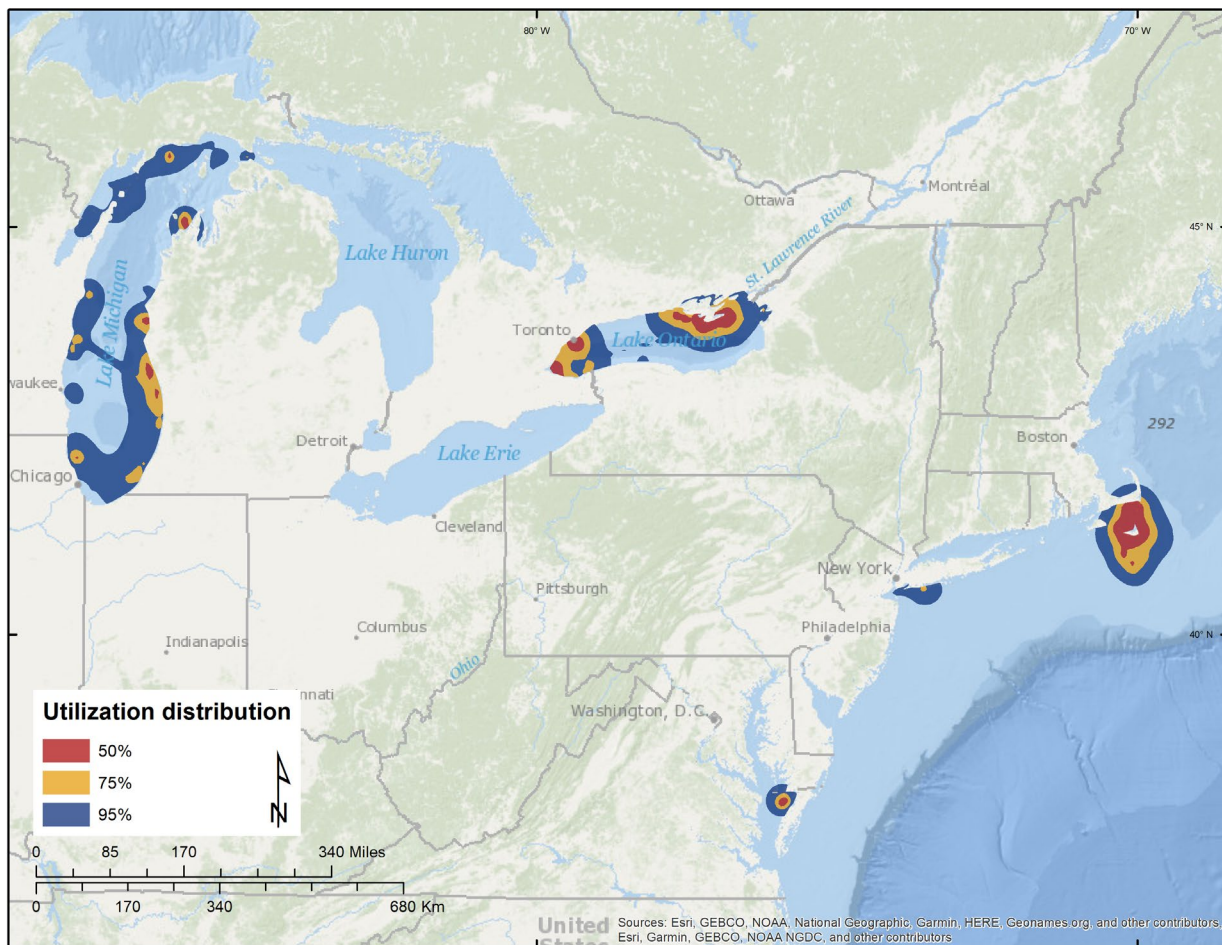 80° W
70° W
Montréal
Ottawa
45° N
St. Lawrence River
Lake Huron
Lake Michigan
Toronto
Lake Ontario
waukee
292
Boston
Detroit
Lake Erie
Chicago
Cleveland
New York
Pittsburgh
Columbus
Philadelphia
40° N
Indianapolis
Ohio
cinnati
Washington, D.C.
Utilization distribution
50%
75%
95%
N
0 85 170 340 Miles
0 170 340 680 Km
United
States
Sources: Esri, GEBCO, NOAA, National Geographic, Garmin, HERE, Geonames.org, and other contributors
Esri, Garmin, GEBCO, NOAA NGDC, and other contributors